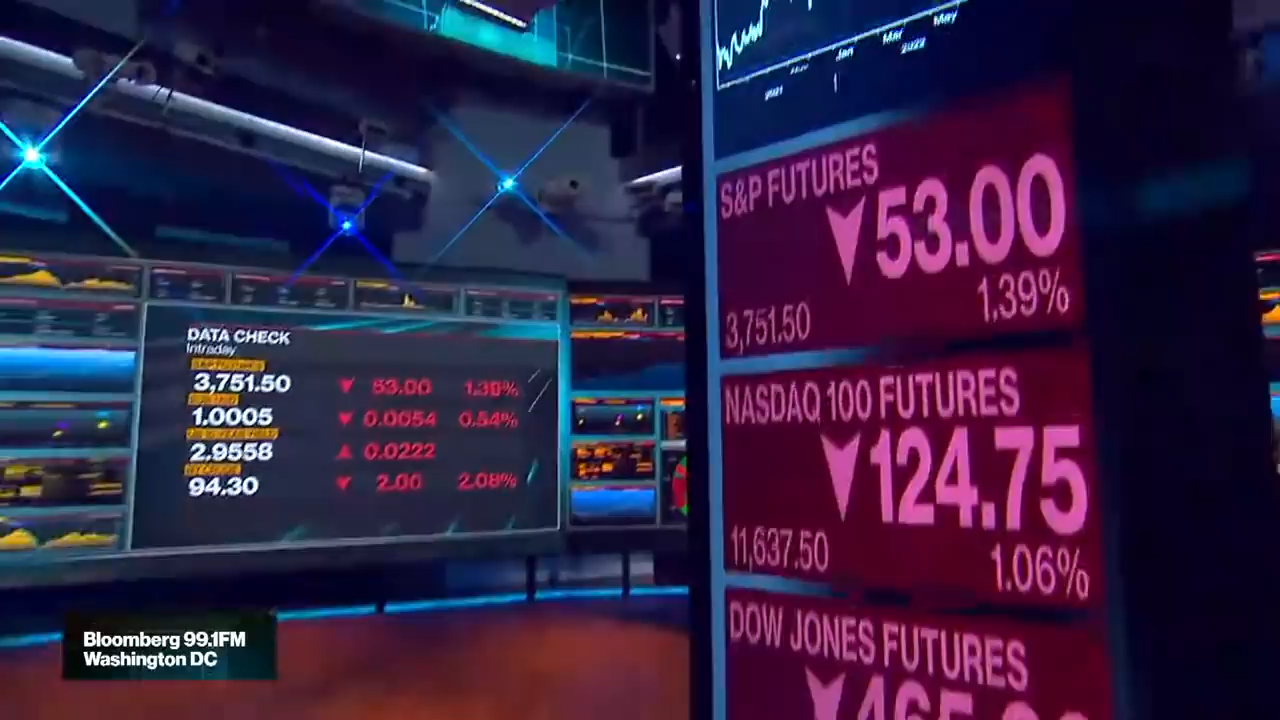 DATA CHECK
Intraday
S&P FUTURES
3,751.50 ▼ 53.00 1.39%
1.0005 ▼ 0.0054 0.54%
2.9558 ▲ 0.0222
94.30 ▼ 2.00 2.08%
May
Mar
Jan
2022
2021
S&P FUTURES
▼53.00
3,751.50 1.39%
NASDAQ 100 FUTURES
▼124.75
11,637.50 1.06%
DOW JONES FUTURES
Bloomberg 99.1FM
Washington DC